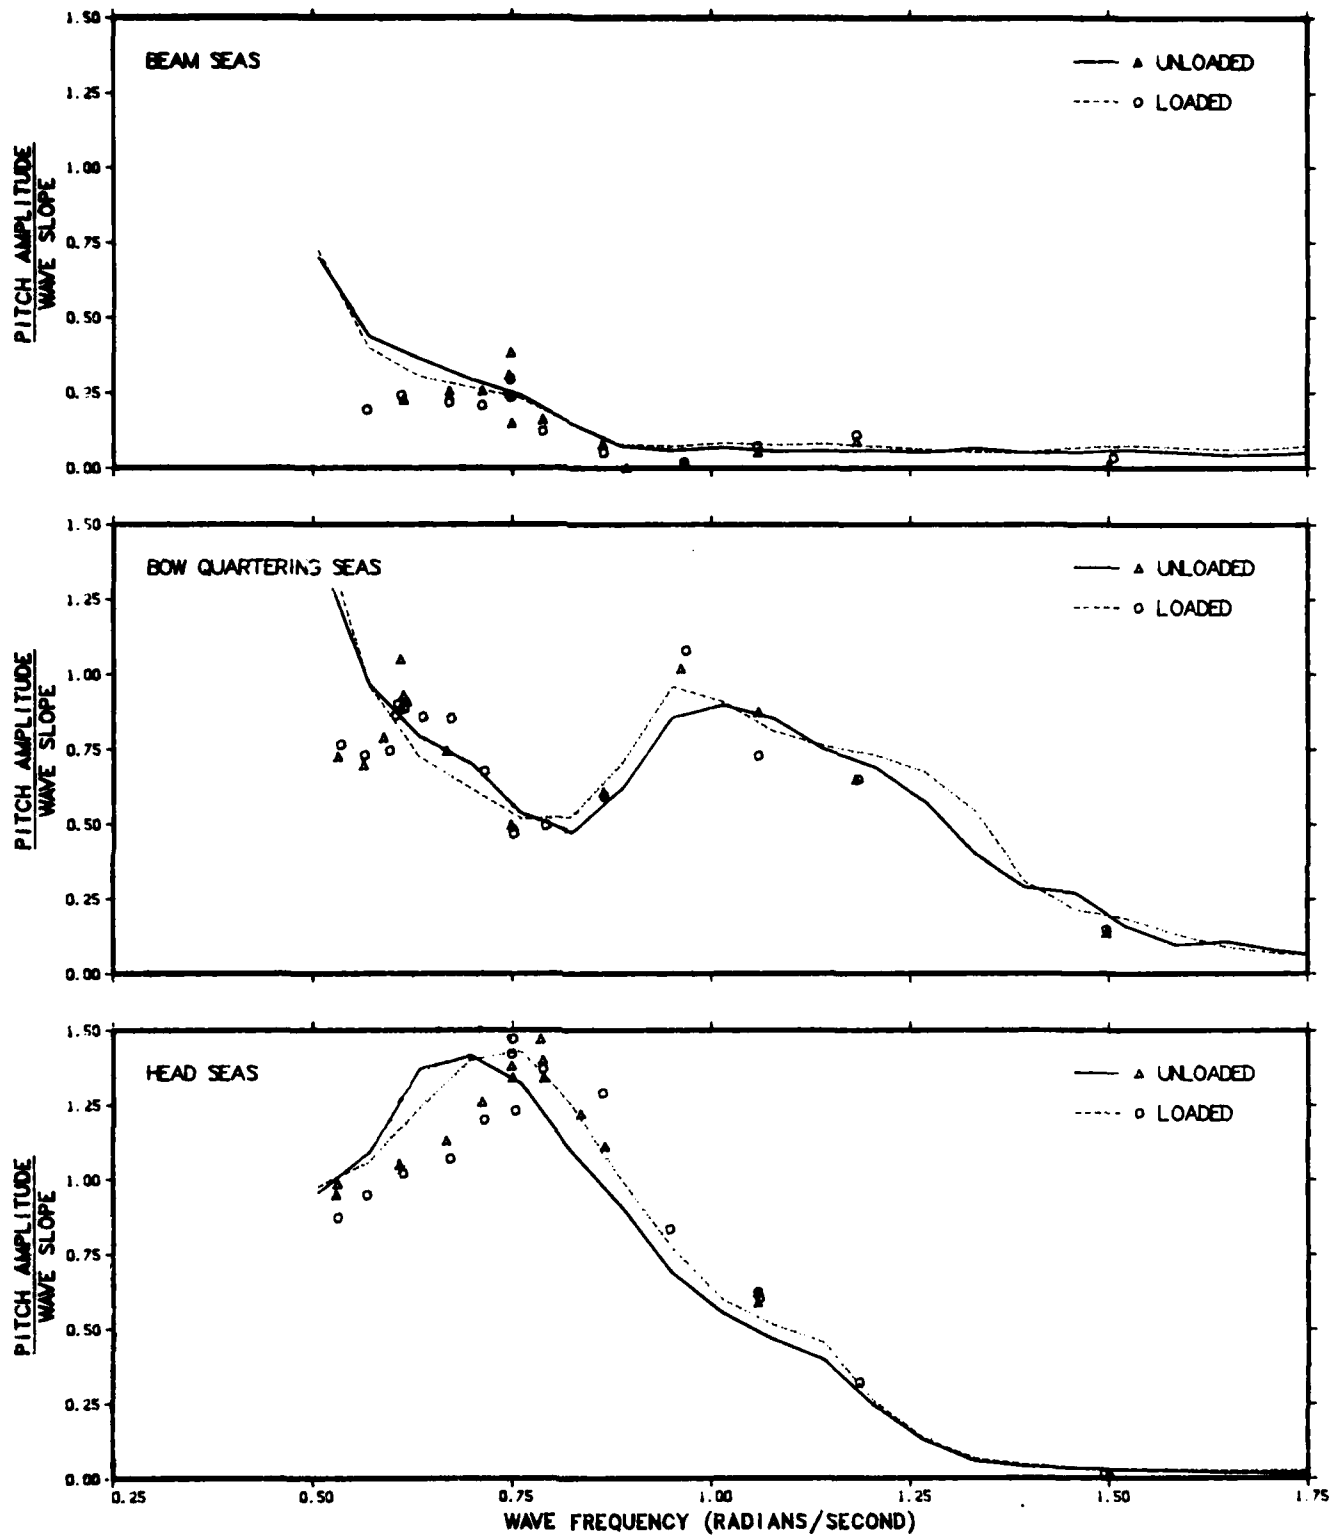 1.50
BEAM SEAS
UNLOADED
1.25
LOADED
1.00
0.75
0.50
0.25
0.00
PITCH AMPLITUDE
WAVE SLOPE
1.50
BOW QUARTERING SEAS
UNLOADED
1.25
LOADED
1.00
0.75
0.50
0.25
0.00
PITCH AMPLITUDE
WAVE SLOPE
1.50
HEAD SEAS
UNLOADED
1.25
LOADED
1.00
0.75
0.50
0.25
0.00
PITCH AMPLITUDE
WAVE SLOPE
0.25 0.50 0.75 1.00 1.25 1.50 1.75
WAVE FREQUENCY (RADIANS/SECOND)